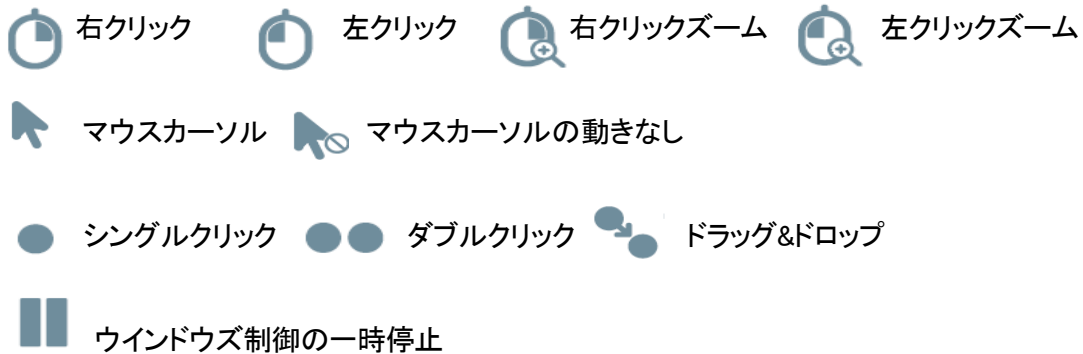 右クリック 左クリック 右クリックズーム 左クリックズーム
マウスカーソル マウスカーソルの動きなし
シングルクリック ダブルクリック ドラッグ&ドロップ
ウインドウズ制御の一時停止